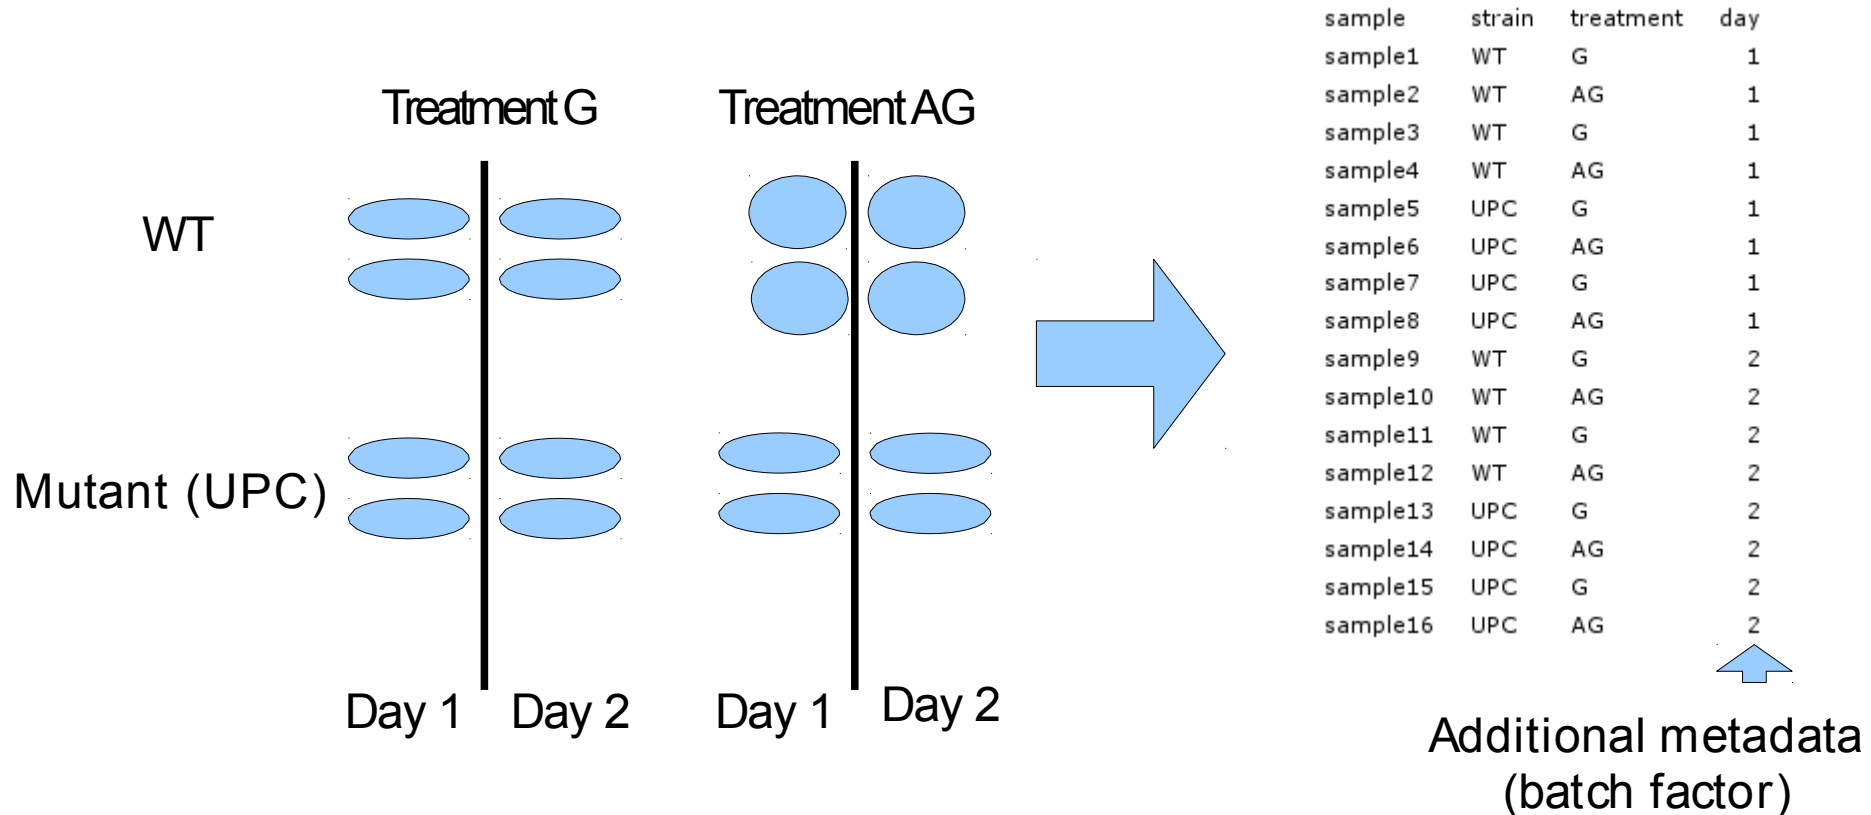 Treatment G
Treatment AG
WT
Mutant (UPC)
Day 1
Day 2
Day 1
Day 2
sample strain treatment day
sample1 WT G 1
sample2 WT AG 1
sample3 WT G 1
sample4 WT AG 1
sample5 UPC G 1
sample6 UPC AG 1
sample7 UPC G 1
sample8 UPC AG 1
sample9 WT G 2
sample10 WT AG 2
sample11 WT G 2
sample12 WT AG 2
sample13 UPC G 2
sample14 UPC AG 2
sample15 UPC G 2
sample16 UPC AG 2
Additional metadata
(batch factor)